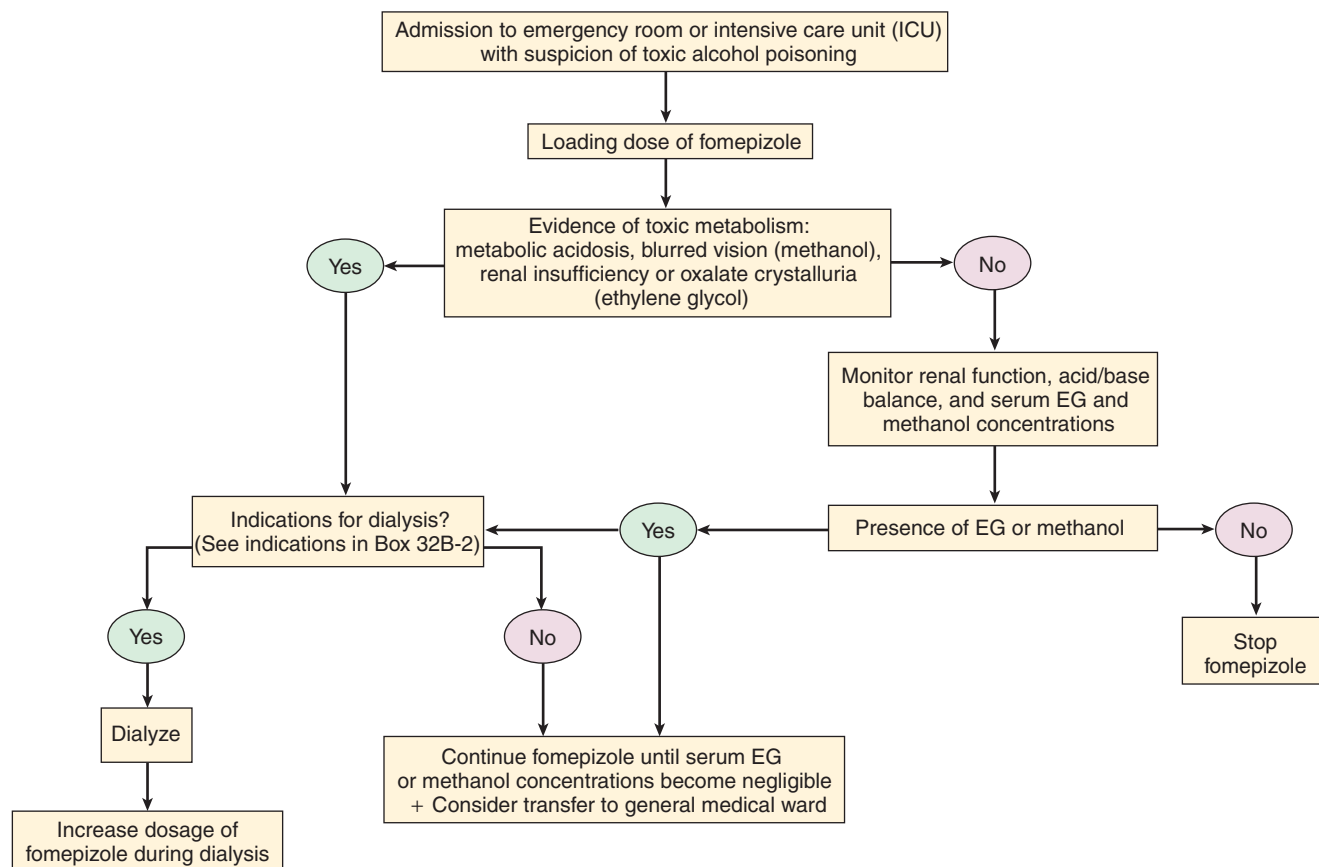 Admission to emergency room or intensive care unit (ICU)
with suspicion of toxic alcohol poisoning
Loading dose of fomepizole
Evidence of toxic metabolism:
metabolic acidosis, blurred vision (methanol),
renal insufficiency or oxalate crystalluria
(ethylene glycol)
Yes
No
Monitor renal function, acid/base
balance, and serum EG and
methanol concentrations
Indications for dialysis?
(See indications in Box 32B-2)
Yes
Presence of EG or methanol
No
Yes
No
Stop
fomepizole
Dialyze
Continue fomepizole until serum EG
or methanol concentrations become negligible
+ Consider transfer to general medical ward
Increase dosage of
fomepizole during dialysis